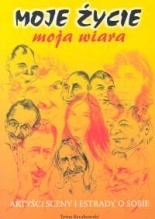 MOJE ŻYCIE
moja wiara
ARTYŚCI SCENY I ESTRADY O SOBIE